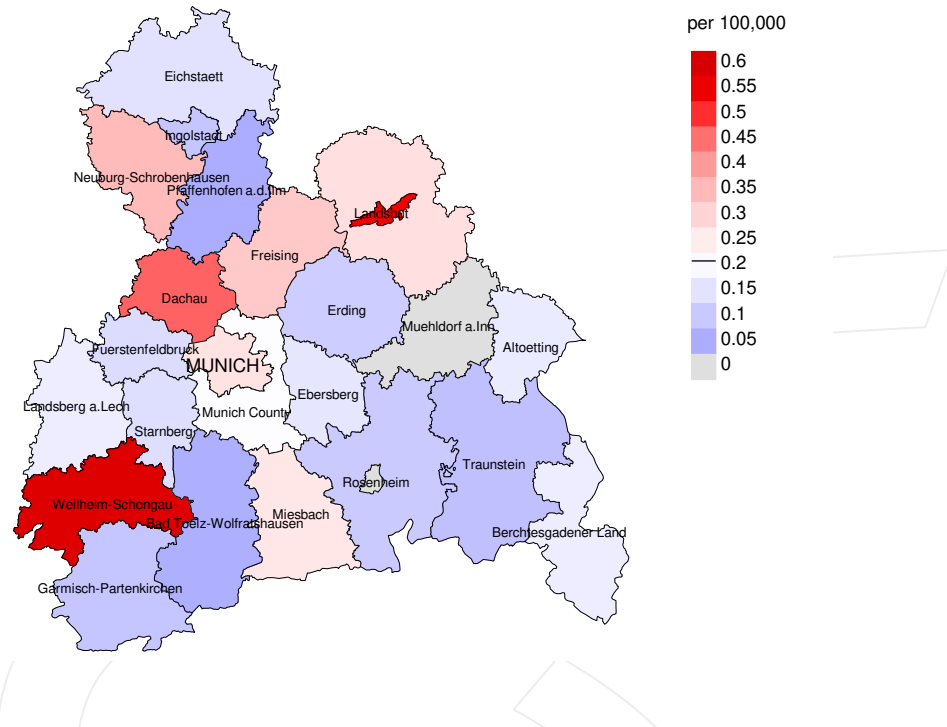 per 100,000
0.6
0.55
0.5
0.45
0.4
0.35
0.3
0.25
0.2
0.15
0.1
0.05
0
Eichstaett
Ingolstadt
Neuburg-Schrobenhausen
Pfaffenhofen a.d.Ilm
Landshut
Freising
Dachau
Erding
Muehldorf a.Inn
Altoetting
Fuerstenfeldbruck
MUNICH
Ebersberg
Landsberg a.Lech
Munich County
Starnberg
Traunstein
Rosenheim
Weilheim-Schongau
Miesbach
Bad Toelz-Wolfratshausen
Berchtesgadener Land
Garmisch-Partenkirchen